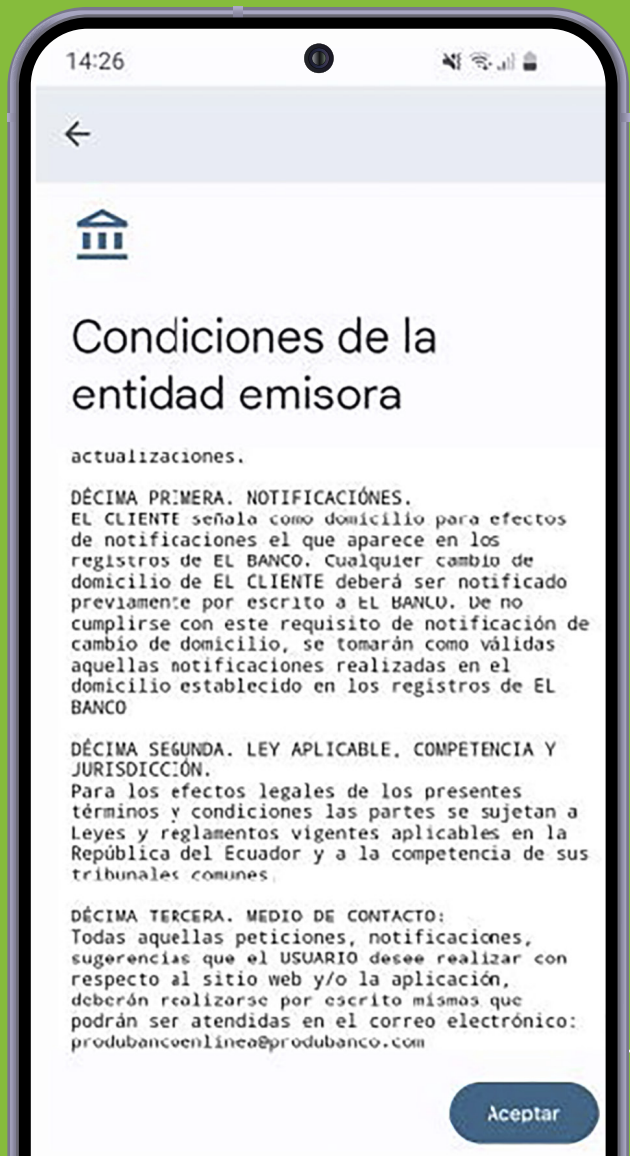 14:26
Condiciones de la
entidad emisora
actualizaciones.
DÉCIMA PRIMERA. NOTIFICACIÓNES.
EL CLIENTE señala como domicilio para efectos
de notificaciones el que aparece en los
registros de EL BANCO. Cualquier cambio de
domicilio de EL CLIENTE deberá ser notificado
previamente por escrito a EL BANCO. De no
cumplirse con este requisito de notificación de
cambio de domicilio, se tomarán como válidas
aquellas notificaciones realizadas en el
domicilio establecido en los registros de EL
BANCO
DÉCIMA SEGUNDA. LEY APLICABLE, COMPETENCIA Y
JURISDICCIÓN.
Para los efectos legales de los presentes
términos y condiciones las partes se sujetan a
Leyes y reglamentos vigentes aplicables en la
República del Ecuador y a la competencia de sus
tribunales comunes.
DÉCIMA TERCERA. MEDIO DE CONTACTO:
Todas aquellas peticiones, notificaciones,
sugerencias que el USUARIO desee realizar con
respecto al sitio web y/o la aplicación,
deberán realizarse por escrito mismas que
podrán ser atendidas en el correo electrónico:
produbancoenlinea@produbanco.com
Aceptar